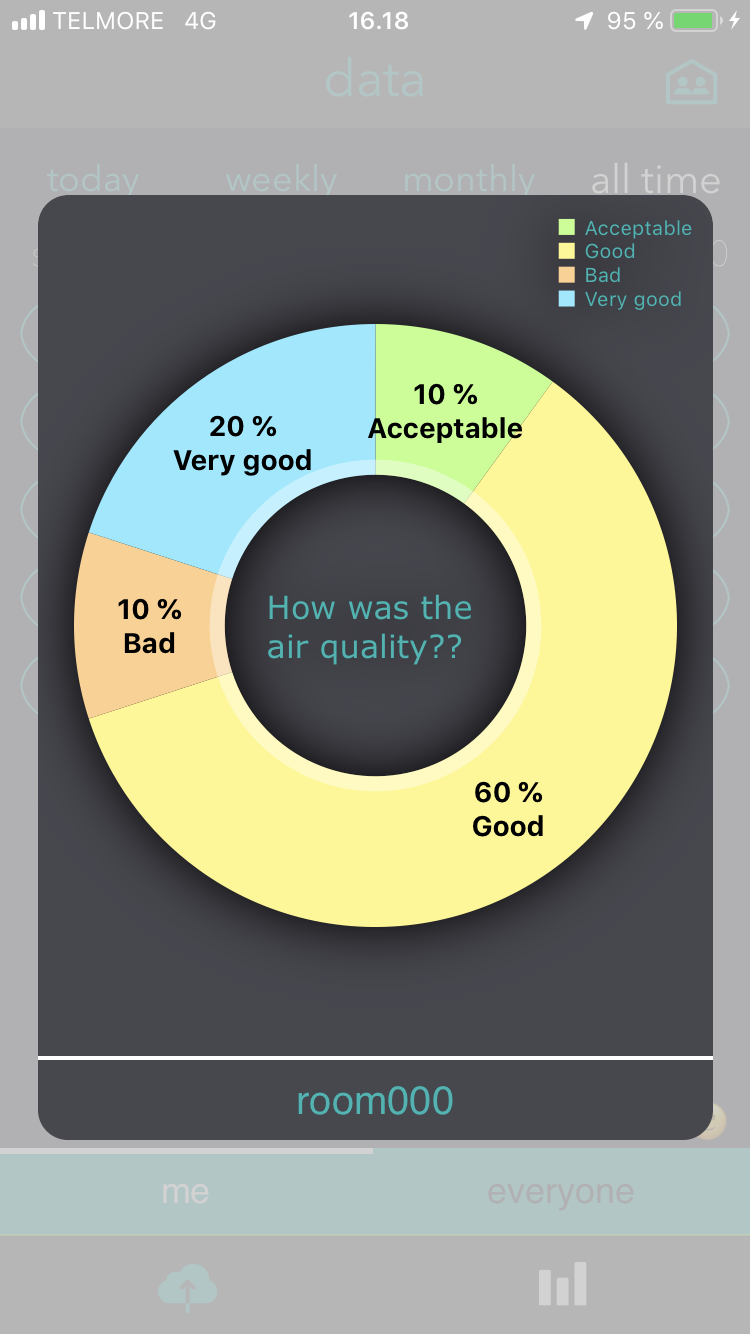 TELMORE 4G 16.18 95 %
data
today weekly monthly all time
Acceptable
Good
Bad
Very good
10 %
Acceptable
20 %
Very good
10 %
Bad
How was the
air quality??
60 %
Good
room000
me everyone